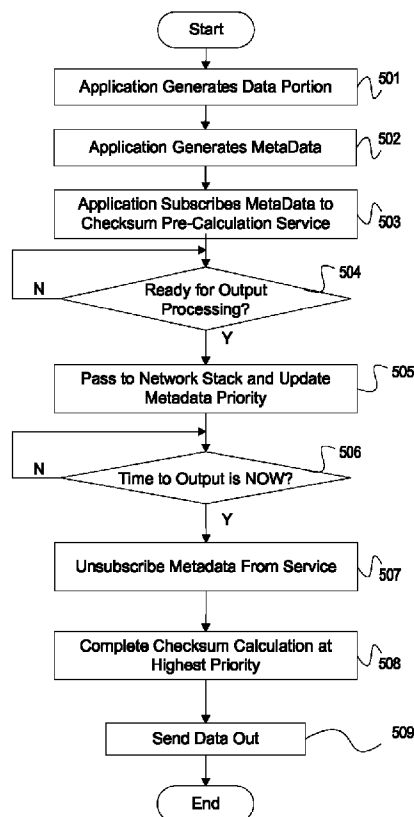 Start
Application Generates Data Portion
501
Application Generates MetaData
502
Application Subscribes MetaData to
Checksum Pre-Calculation Service
503
504
N
Ready for Output
Processing?
Y
Pass to Network Stack and Update
Metadata Priority
505
506
N
Time to Output is NOW?
Y
Unsubscribe Metadata From Service
507
Complete Checksum Calculation at
Highest Priority
508
Send Data Out
509
End